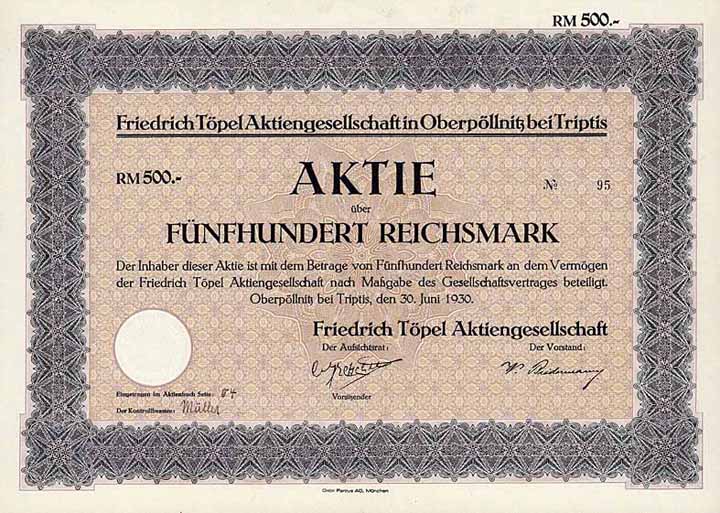 RM 500.-
Friedrich Töpel Aktiengesellschaft in Oberpöllnitz bei Triptis
RM 500.- AKTIE № 95
über
FÜNFHUNDERT REICHSMARK
Der Inhaber dieser Aktie ist mit dem Betrage von Fünfhundert Reichsmark an dem Vermögen
der Friedrich Töpel Aktiengesellschaft nach Maßgabe des Gesellschaftsvertrages beteiligt.
Oberpöllnitz bei Triptis, den 30. Juni 1930.
Friedrich Töpel Aktiengesellschaft
Der Aufsichtsrat: Der Vorstand:
Eingetragen im Aktienbuch Seite: 84
Vorsitzender
Der Kontrollbeamte: Müller
Parcus AG, München